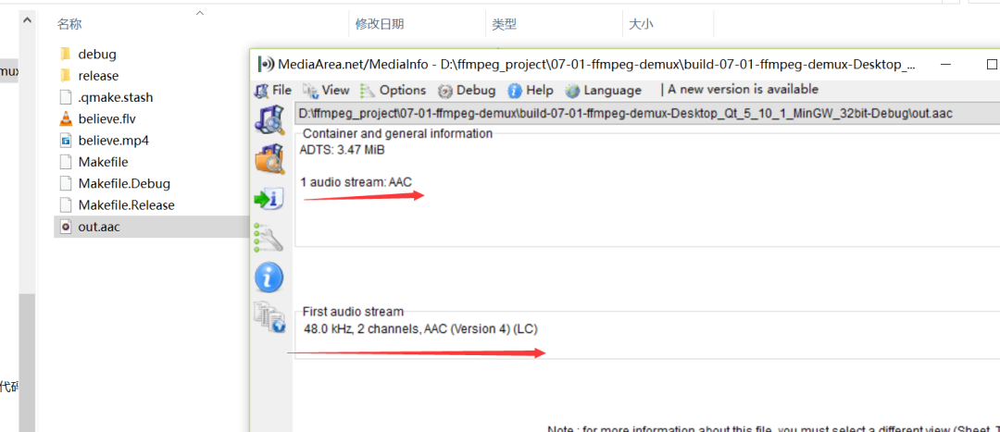 名称 修改日期 类型 大小
debug
release
.qmake.stash
believe.flv
believe.mp4
Makefile
Makefile.Debug
Makefile.Release
out.aac
代码
MediaArea.net/MediaInfo - D:\ffmpeg_project\07-01-ffmpeg-demux\build-07-01-ffmpeg-demux-Desktop_...
File View Options Debug Help Language | A new version is available
D:\ffmpeg_project\07-01-ffmpeg-demux\build-07-01-ffmpeg-demux-Desktop_Qt_5_10_1_MinGW_32bit-Debug\out.aac
Container and general information
ADTS: 3.47 MiB
1 audio stream: AAC
First audio stream
48.0 kHz, 2 channels, AAC (Version 4) (LC)
Note : for more information about this file, you must select a different view (Sheet,